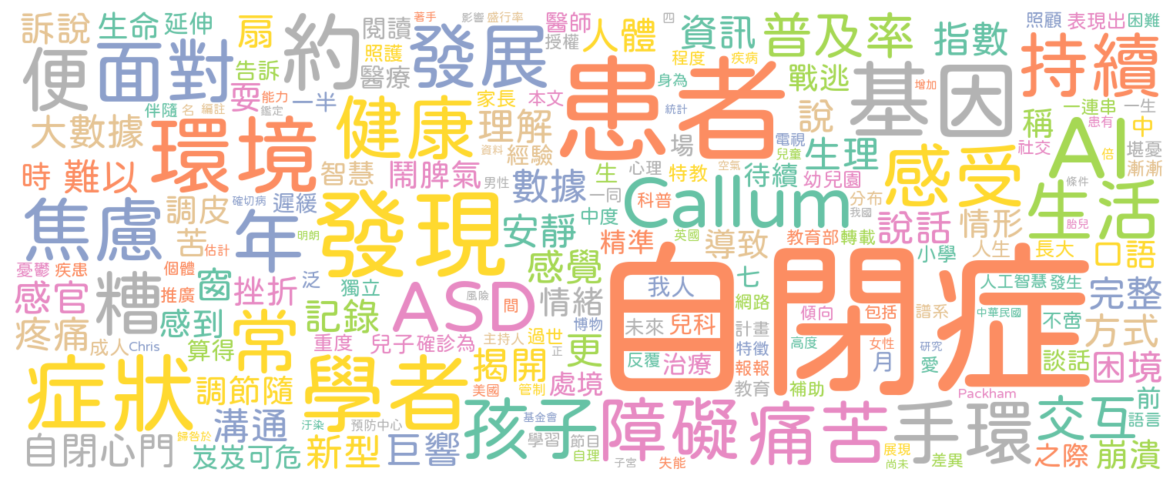 訴說
生命
延伸
扇
約
閱讀
發展
著手
影響
盛行率
授權
醫師
人體
四
資訊
普及率
指數
照顧
表現出
困難
便
面對
告訴
照護
醫療
程度
疾病
戰逃
持續
伴隨
名
編註
耍
能力
鑑定
一半
健康
家長
本文
患者
身為
統計
說
基因
增加
稱
一連串
患有
一生
中
社交
堪憂
大數據
環境
理解
資料
經驗
場
電視
兒童
生理
AI
漸漸
時
難以
智慧
鬧脾氣
男性
數據
生
一同
心理
特教
空氣
待續
幼兒園
感受
倍
條件
生活
胎兒
焦慮
年
調皮
苦
確切病
遲緩
估計
明朗
發現
安靜
中度
Callum
科普
英國
精準
導致
分布
我國
教育部
轉載
說話
小學
情形
人生
長大
口語
憂鬱
疾患
個體
泛
感官
推廣
窗
挫折
獨立
感覺
ASD
風險
間
情緒
我人
七
自閉症
網路
人工智慧
發生
完整
糟
疼痛
成人
Chris
感到
算得
常
記錄
重度
兒子
確診為
主持人
過世
正
博物
更
未來
兒科
反覆
治療
計畫
特徵
報報
教育
傾向
高度
包括
女性
補助
譜系
月
研究
愛
中華民國
不啻
方式
談話
困境
症狀
調節隨
學者
揭開
美國
管制
處境
Packham
前
語言
自閉心門
歸咎於
溝通
岌岌可危
汙染
預防中心
新型
巨響
孩子
基金會
學習
節目
自理
子宮
障礙
失能
痛苦
展現
尚未
手環
差異
交互
之際
崩潰